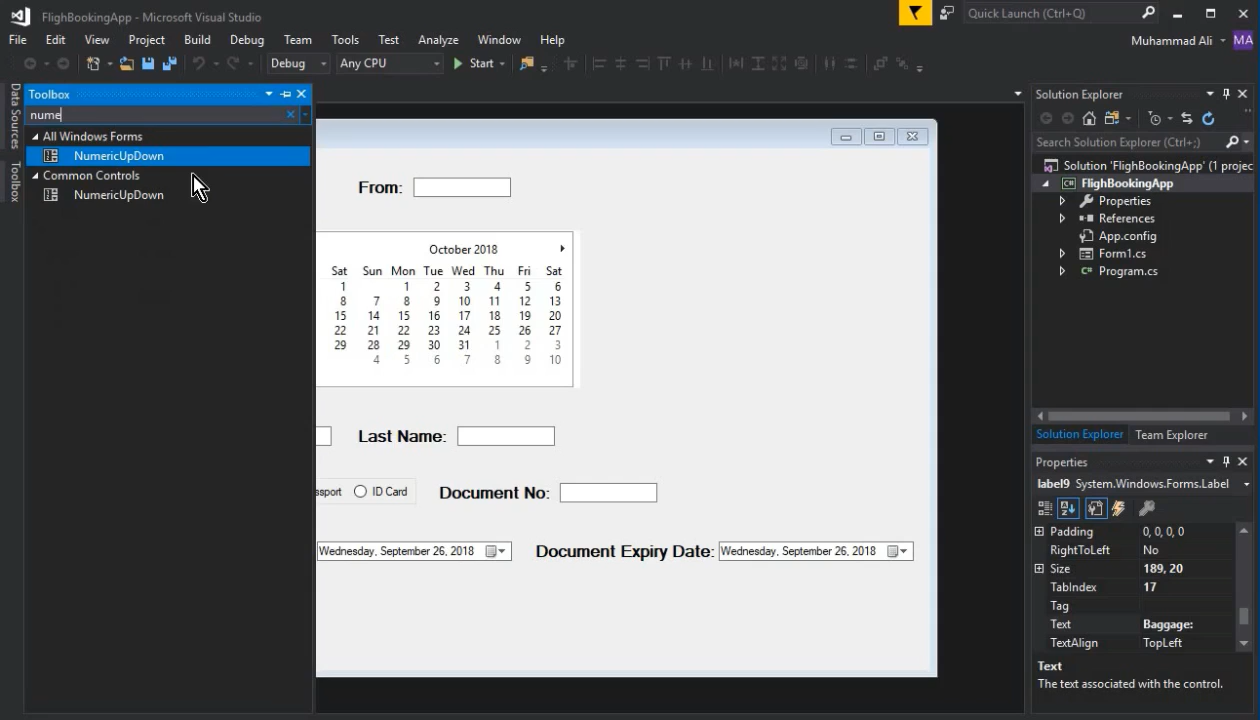 FlighBookingApp - Microsoft Visual Studio
Quick Launch (Ctrl+Q)
File Edit View Project Build Debug Team Tools Test Analyze Window Help
Muhammad Ali MA
Debug Any CPU Start
Data Sources
Toolbox
Toolbox
nume
All Windows Forms
NumericUpDown
Common Controls
NumericUpDown
From:
October 2018
Sat Sun Mon Tue Wed Thu Fri Sat
1 1 2 3 4 5 6
8 7 8 9 10 11 12 13
15 14 15 16 17 18 19 20
22 21 22 23 24 25 26 27
29 28 29 30 31 1 2 3
4 5 6 7 8 9 10
Last Name:
ssport ID Card Document No:
Wednesday, September 26, 2018 Document Expiry Date: Wednesday, September 26, 2018
Solution Explorer
Search Solution Explorer (Ctrl+;)
Solution 'FlighBookingApp' (1 projec
FlighBookingApp
Properties
References
App.config
Form1.cs
Program.cs
Solution Explorer Team Explorer
Properties
label9 System.Windows.Forms.Label
Padding 0, 0, 0, 0
RightToLeft No
Size 189, 20
TabIndex 17
Tag
Text Baggage:
TextAlign TopLeft
Text
The text associated with the control.